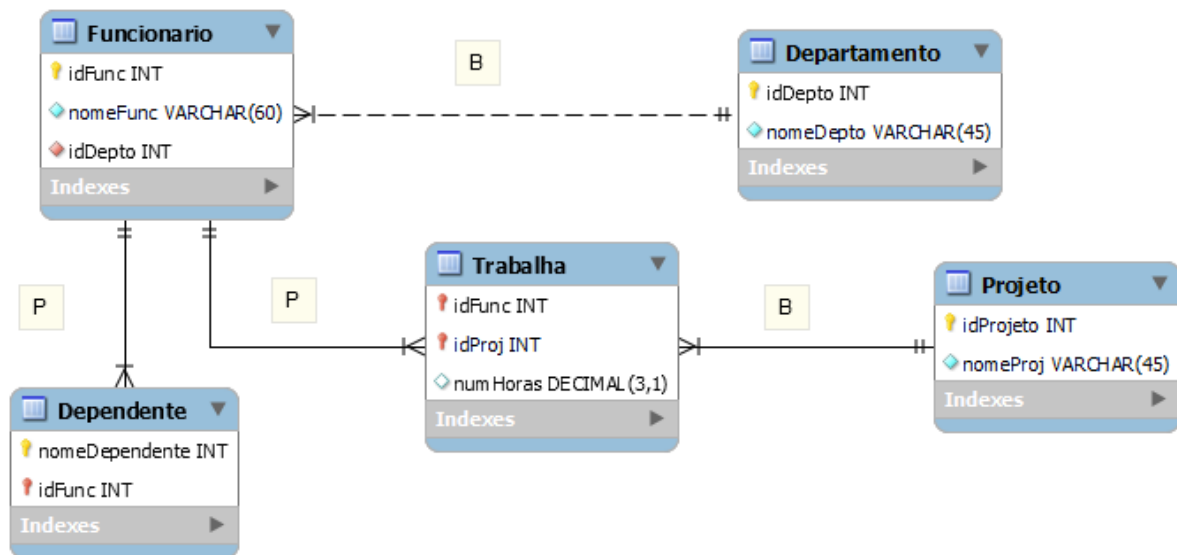 Funcionario
idFunc INT
nomeFunc VARCHAR(60)
idDepto INT
Indexes
B
Departamento
idDepto INT
nomeDepto VARCHAR(45)
Indexes
P
P
Trabalha
idFunc INT
idProj INT
numHoras DECIMAL(3,1)
Indexes
B
Projeto
idProjeto INT
nomeProj VARCHAR(45)
Indexes
Dependente
nomeDependente INT
idFunc INT
Indexes